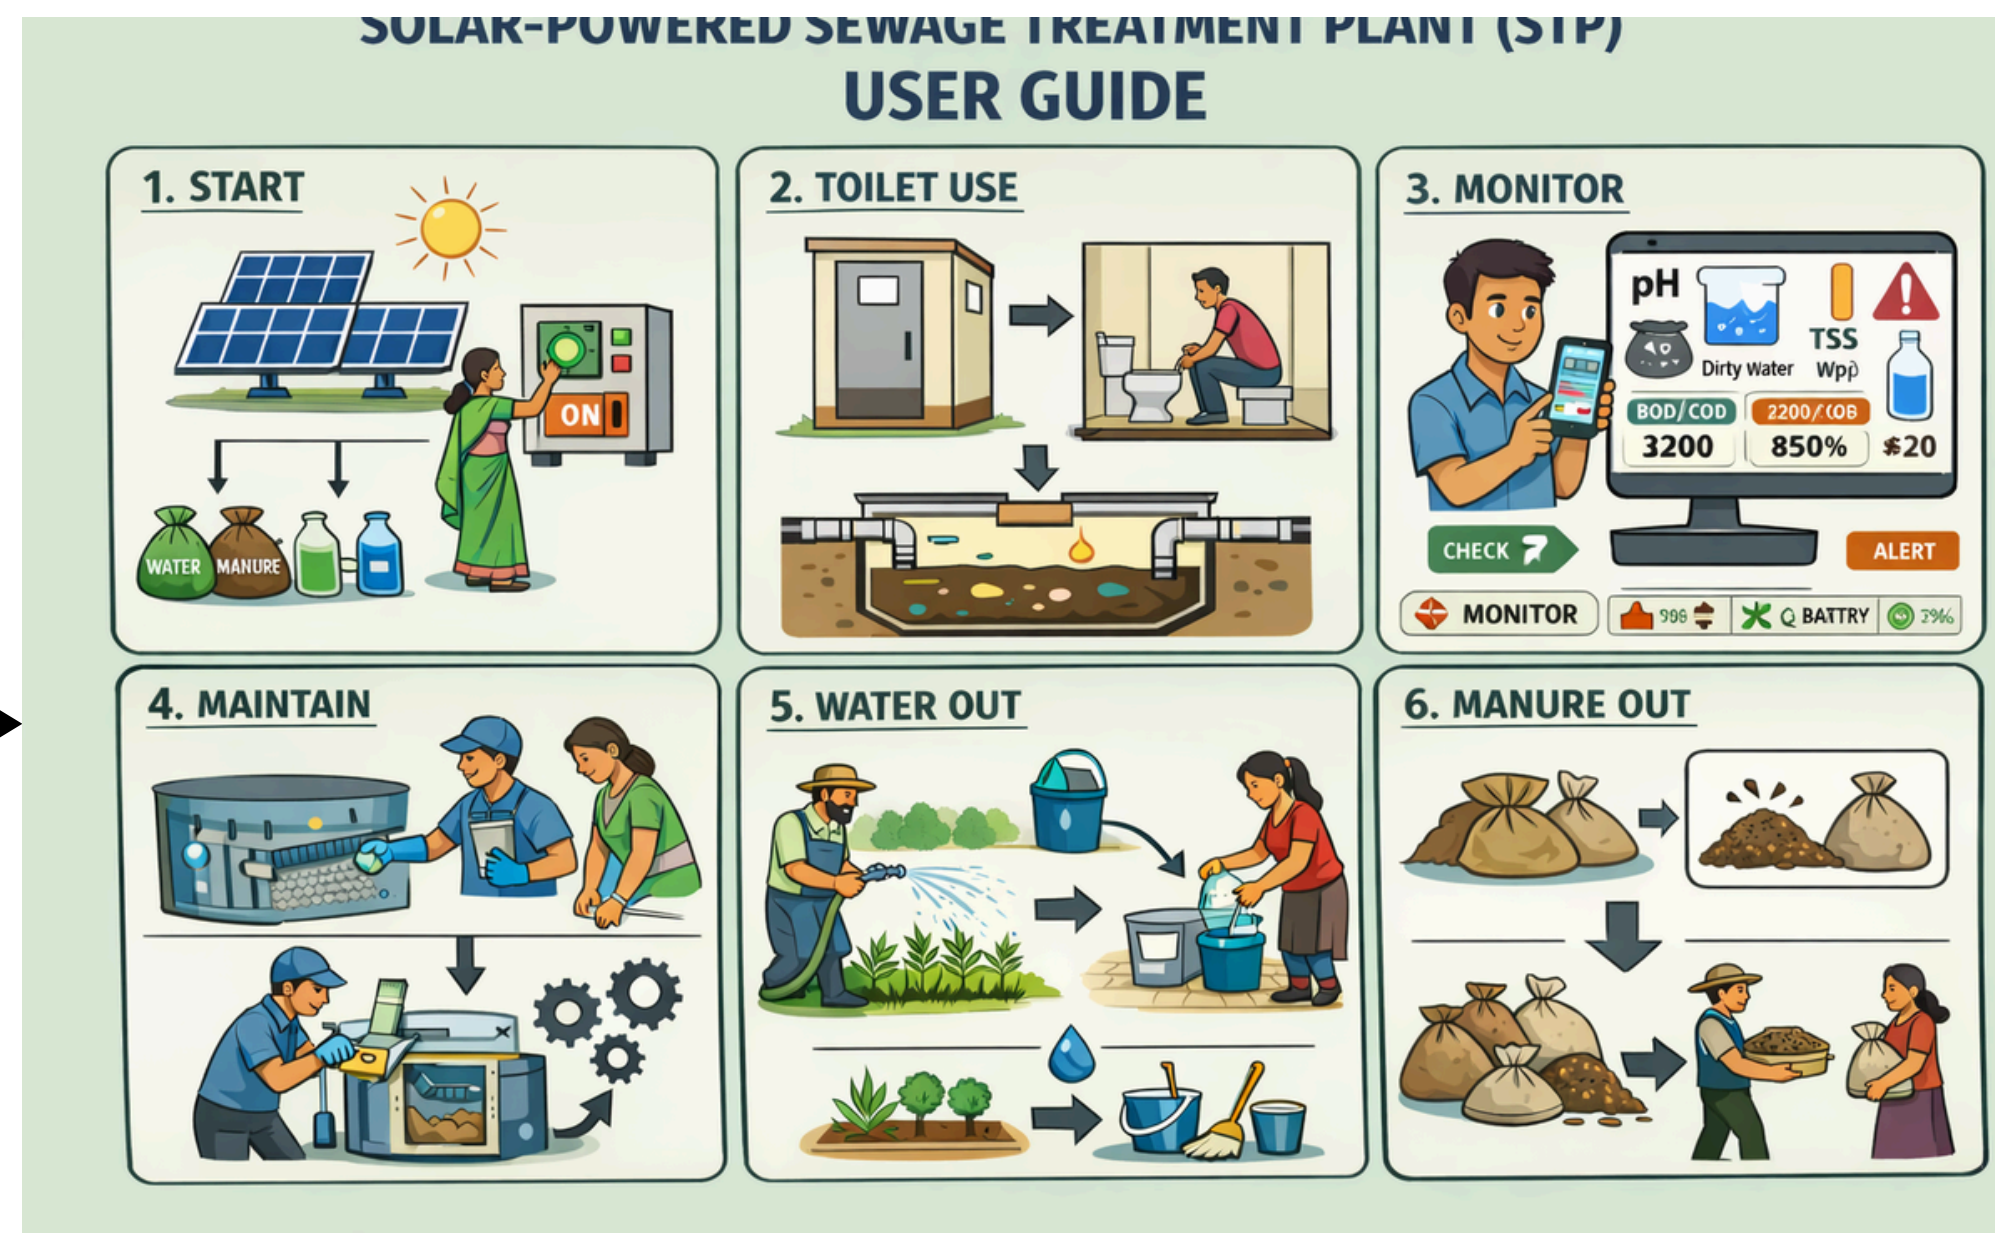 SOLAR-POWERED SEWAGE TREATMENT PLANT (STP)
USER GUIDE
1. START
ON
WATER
MANURE
2. TOILET USE
3. MONITOR
pH
TSS
Dirty Water
BOD/COD
3200
850%
20
CHECK
ALERT
MONITOR
BATTRY
4. MAINTAIN
5. WATER OUT
6. MANURE OUT